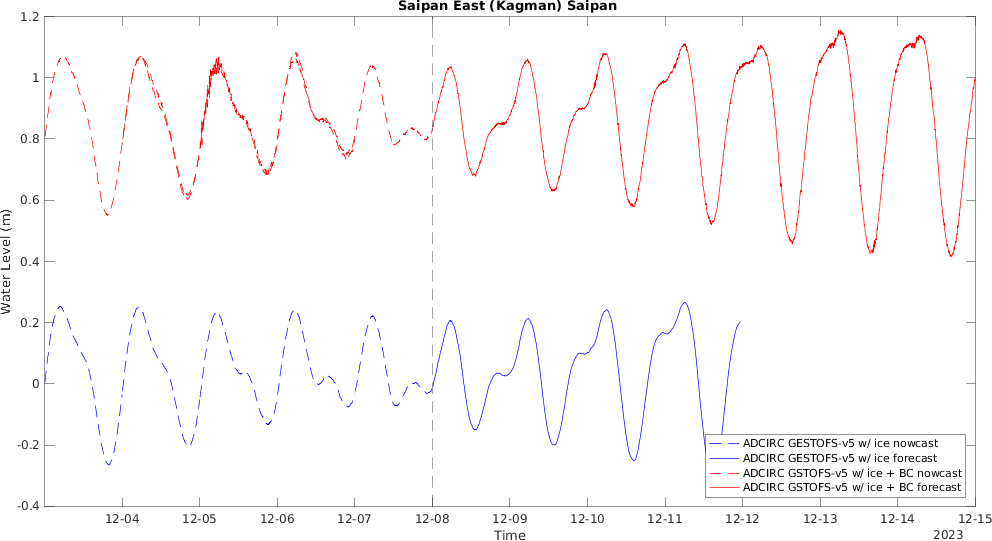 Saipan East (Kagman) Saipan
Water Level (m)
1.2
1
0.8
0.6
0.4
0.2
0
-0.2
-0.4
ADCIRC GESTOFS-v5 w/ ice nowcast
ADCIRC GESTOFS-v5 w/ ice forecast
ADCIRC GSTOFS-v5 w/ ice + BC nowcast
ADCIRC GSTOFS-v5 w/ ice + BC forecast
12-04 12-05 12-06 12-07 12-08 12-09 12-10 12-11 12-12 12-13 12-14 12-15
Time
2023